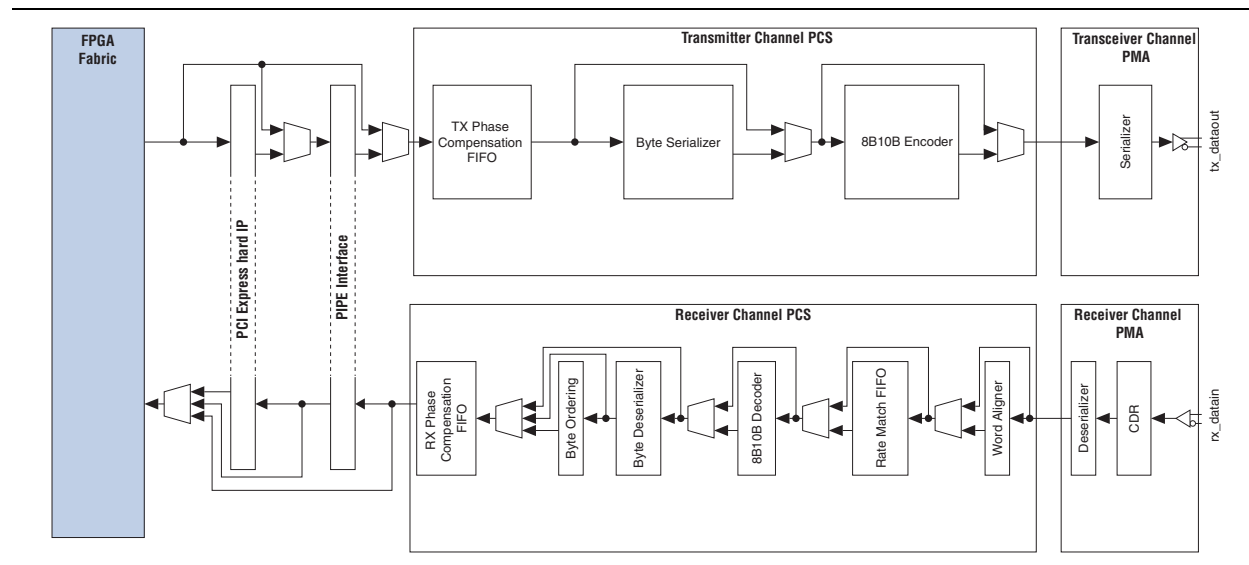 FPGA
Fabric
Transmitter Channel PCS
Transceiver Channel
PMA
TX Phase
Compensation
FIFO
Byte Serializer
8B10B Encoder
Serializer
tx_dataout
PCI Express hard IP
PIPE Interface
Receiver Channel PCS
Receiver Channel
PMA
RX Phase
Compensation
FIFO
Byte Ordering
Byte Deserializer
8B10B Decoder
Rate Match FIFO
Word Aligner
Deserializer
CDR
rx_datain